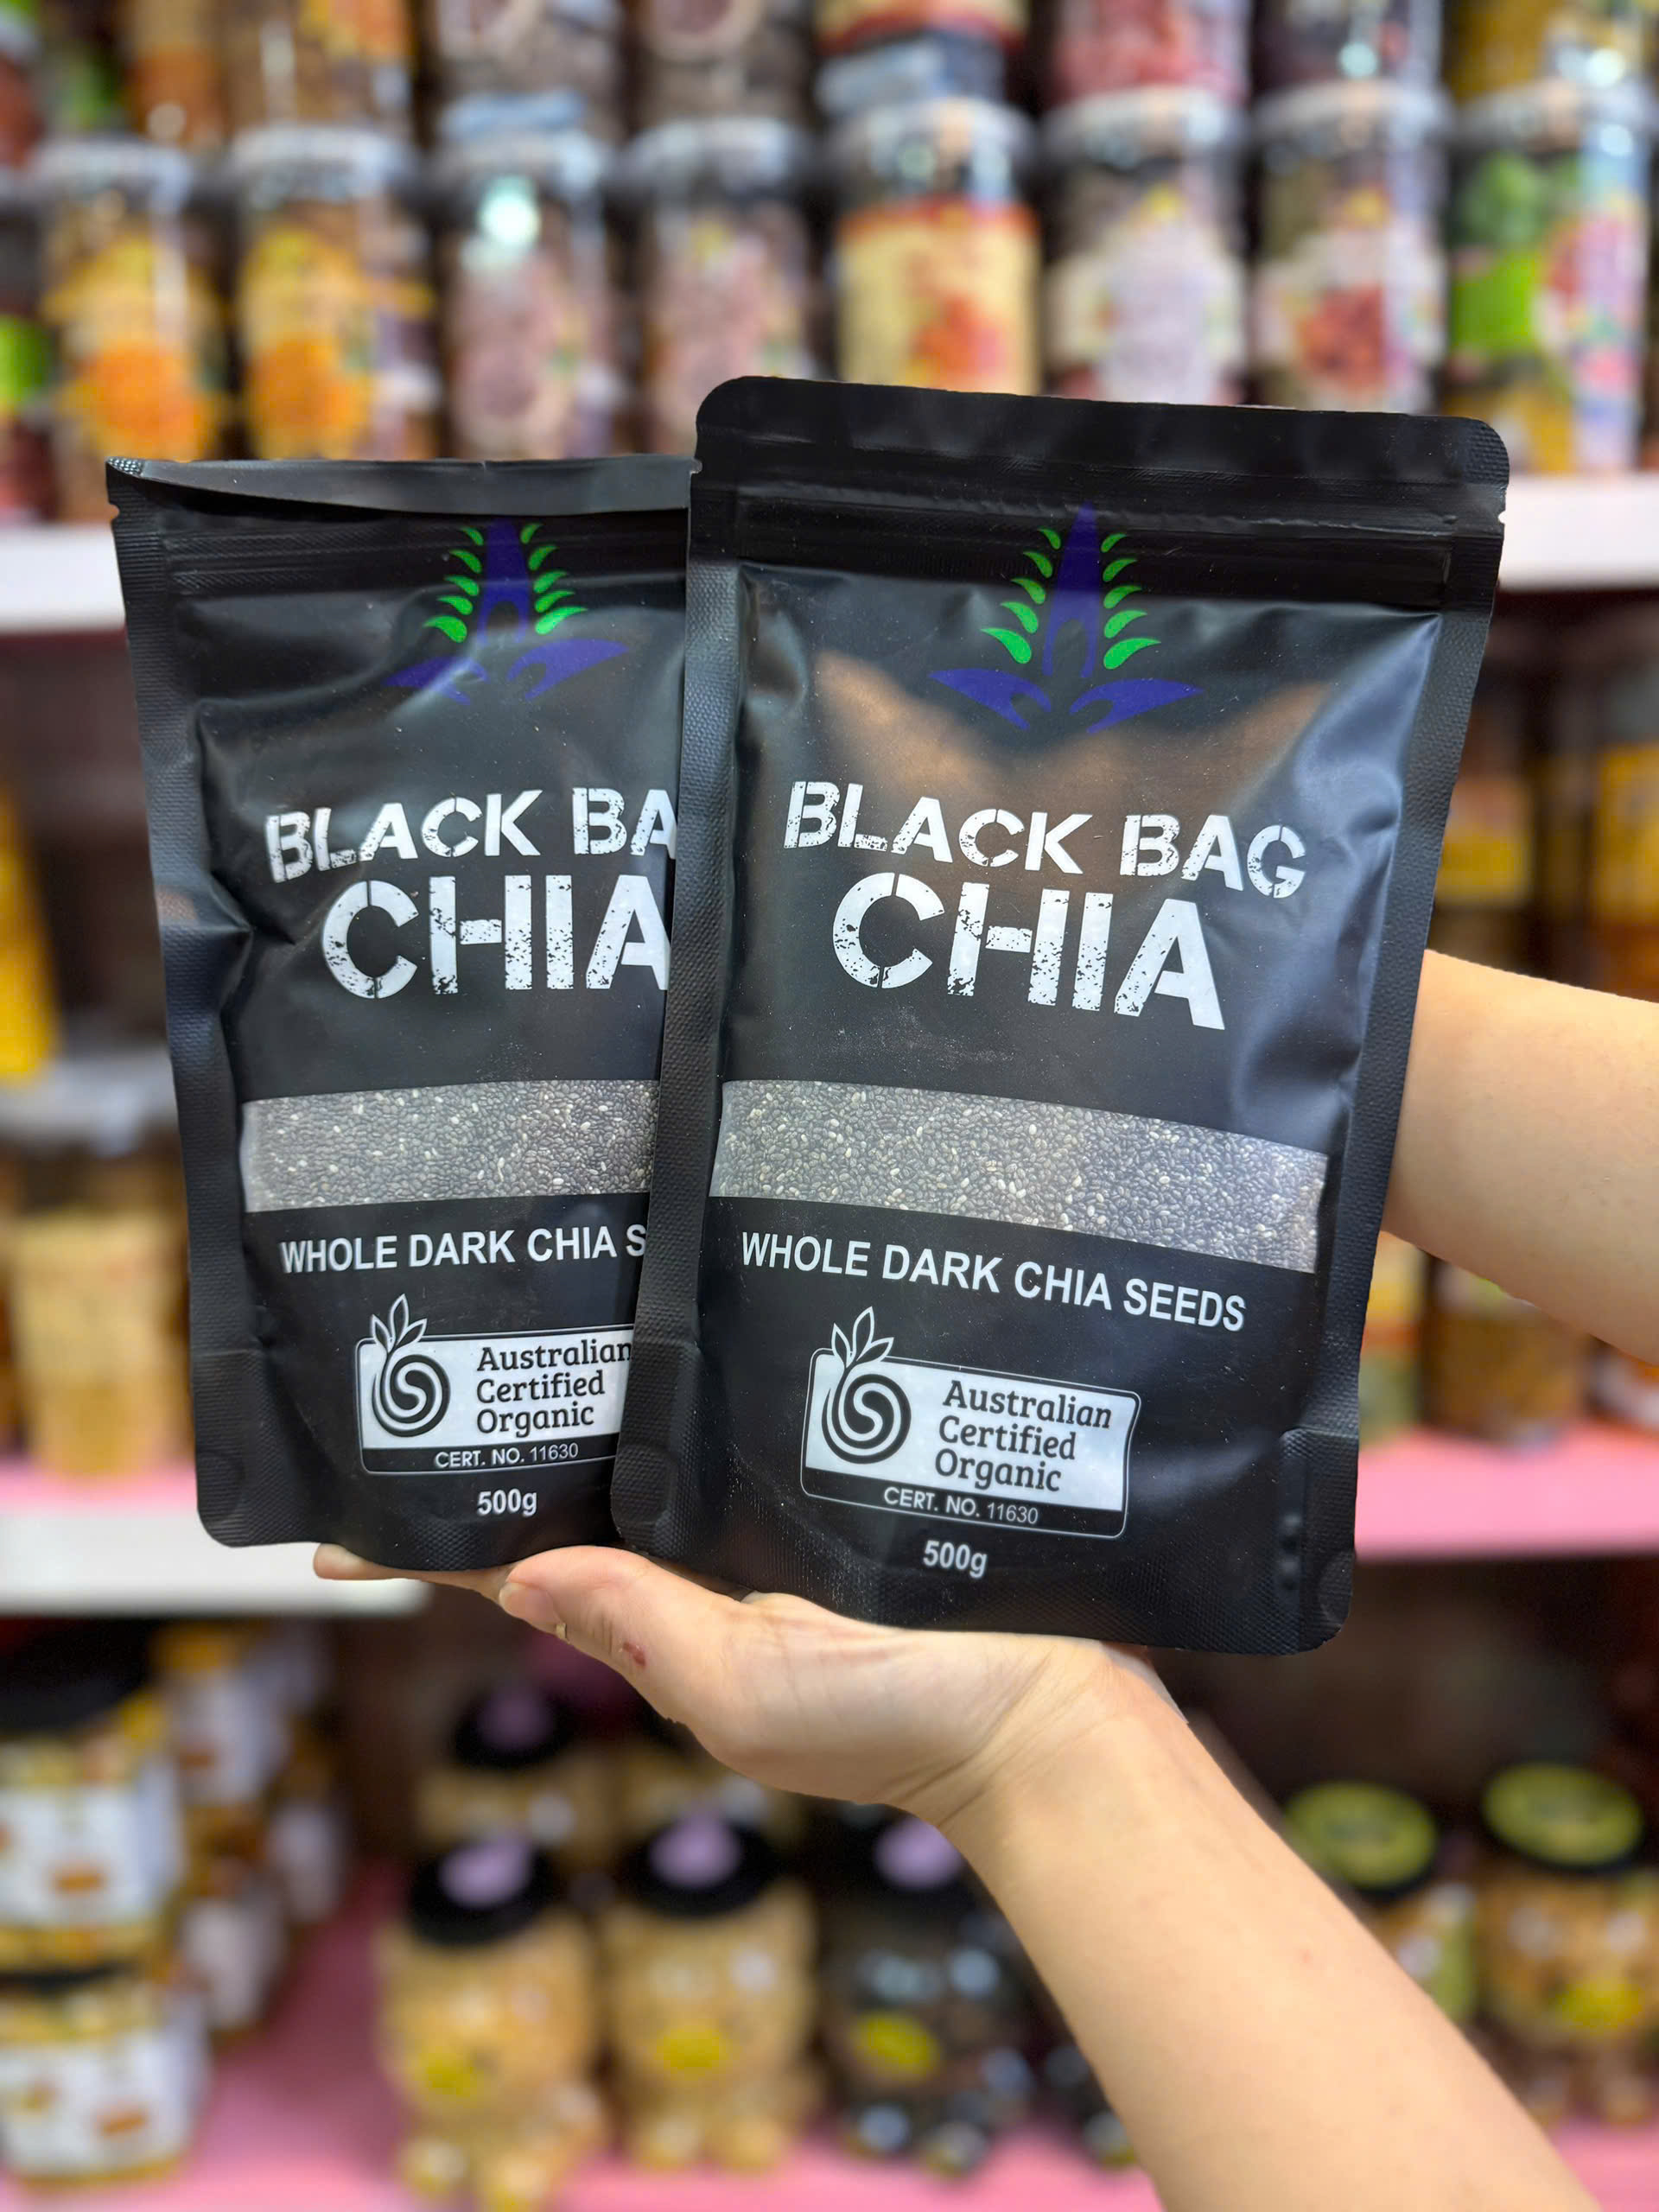 BLACK BA
CHIA
WHOLE DARK CHIA S
Australian
Certified
Organic
CERT. NO. 11630
500g
BLACK BAG
CHIA
WHOLE DARK CHIA SEEDS
Australian
Certified
Organic
CERT. NO. 11630
500g